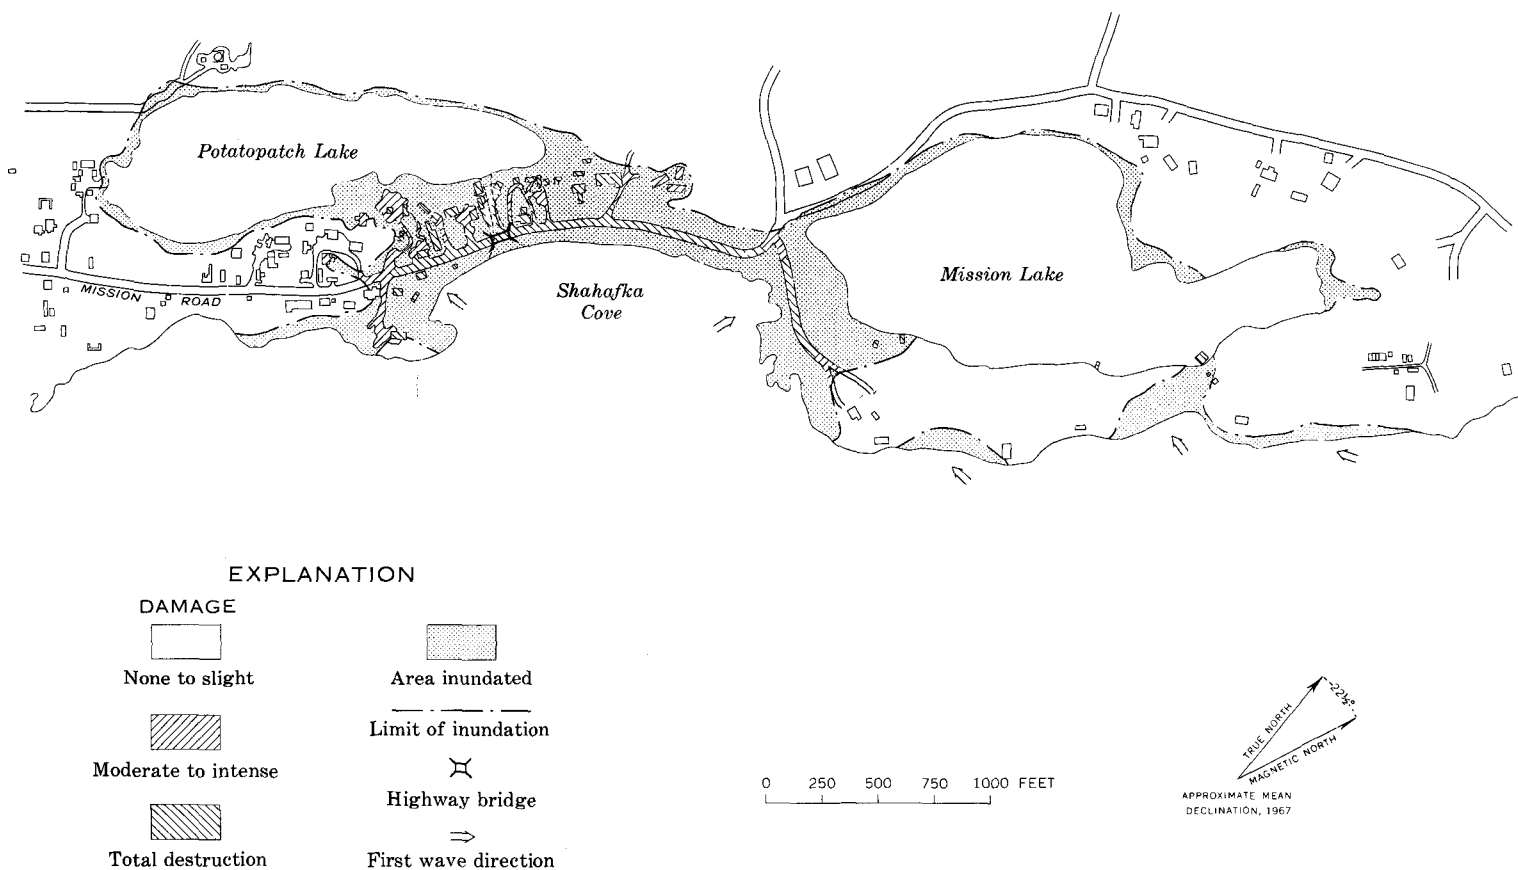 Potatopatch Lake
Mission Lake
Shahafka
Cove
MISSION ROAD
EXPLANATION
DAMAGE
None to slight
Moderate to intense
Total destruction
Area inundated
Limit of inundation
Highway bridge
First wave direction
0 250 500 750 1000 FEET
TRUE NORTH
-22½°
MAGNETIC NORTH
APPROXIMATE MEAN
DECLINATION, 1967